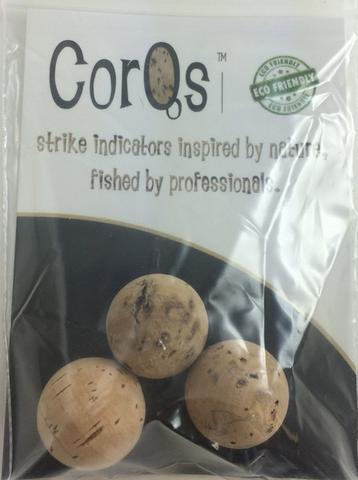 CorQs™
ECO FRIENDLY
ECO FRIENDLY
ECO FRIENDLY
strike indicators inspired by nature,
fished by professionals.